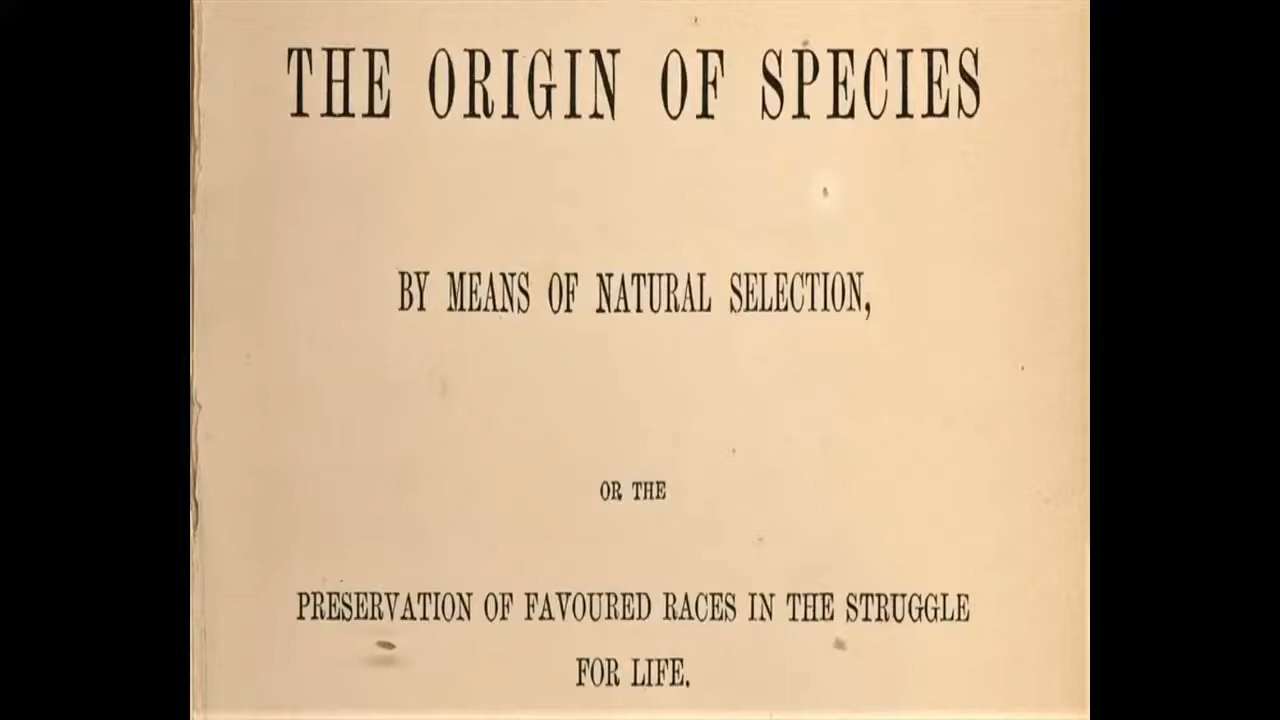 THE ORIGIN OF SPECIES
BY MEANS OF NATURAL SELECTION,
OR THE
PRESERVATION OF FAVOURED RACES IN THE STRUGGLE
FOR LIFE.